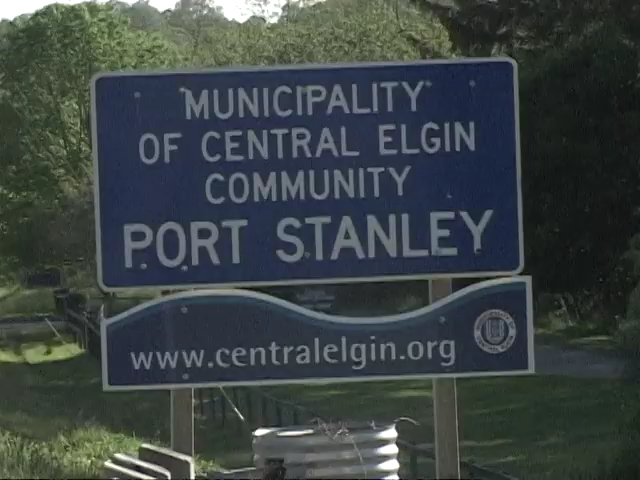 MUNICIPALITY
OF CENTRAL ELGIN
COMMUNITY
PORT STANLEY
www.centralelgin.org